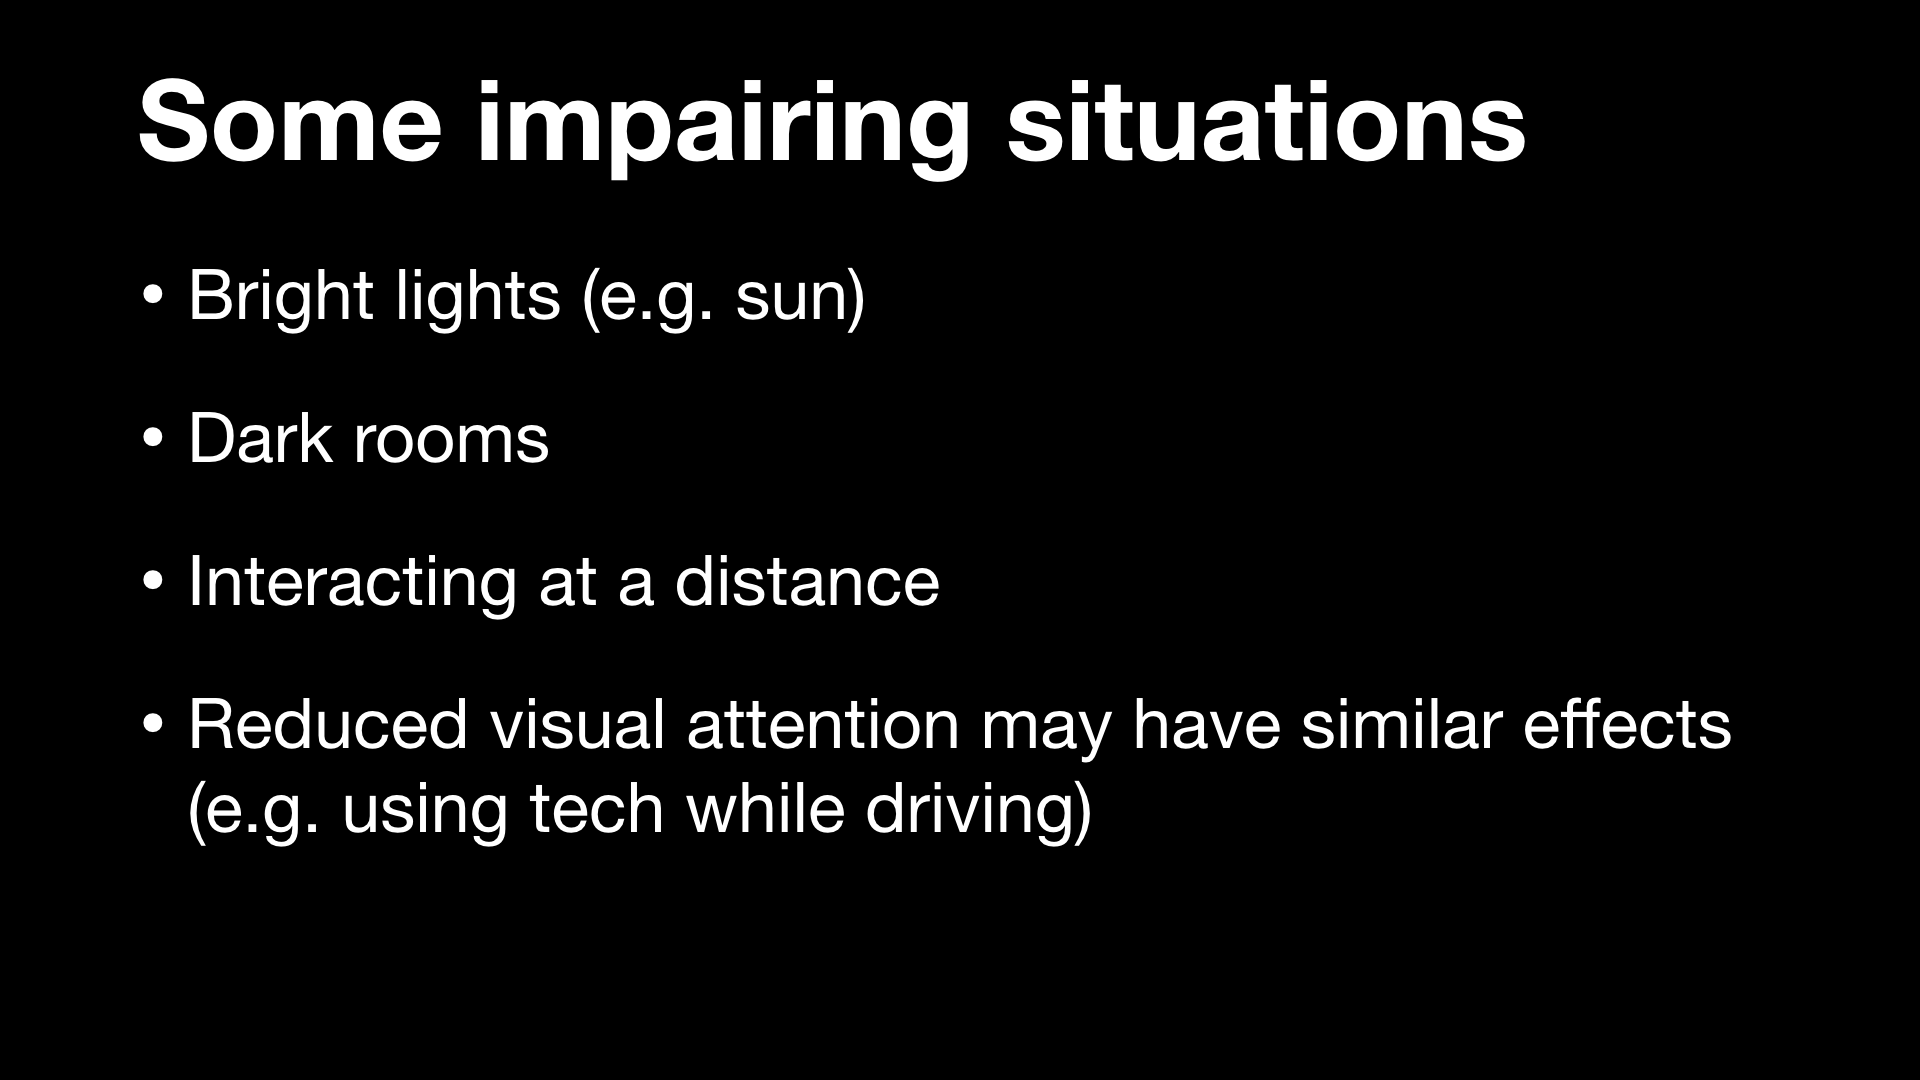 Some impairing situations
• Bright lights (e.g. sun)
• Dark rooms
• Interacting at a distance
• Reduced visual attention may have similar effects
(e.g. using tech while driving)